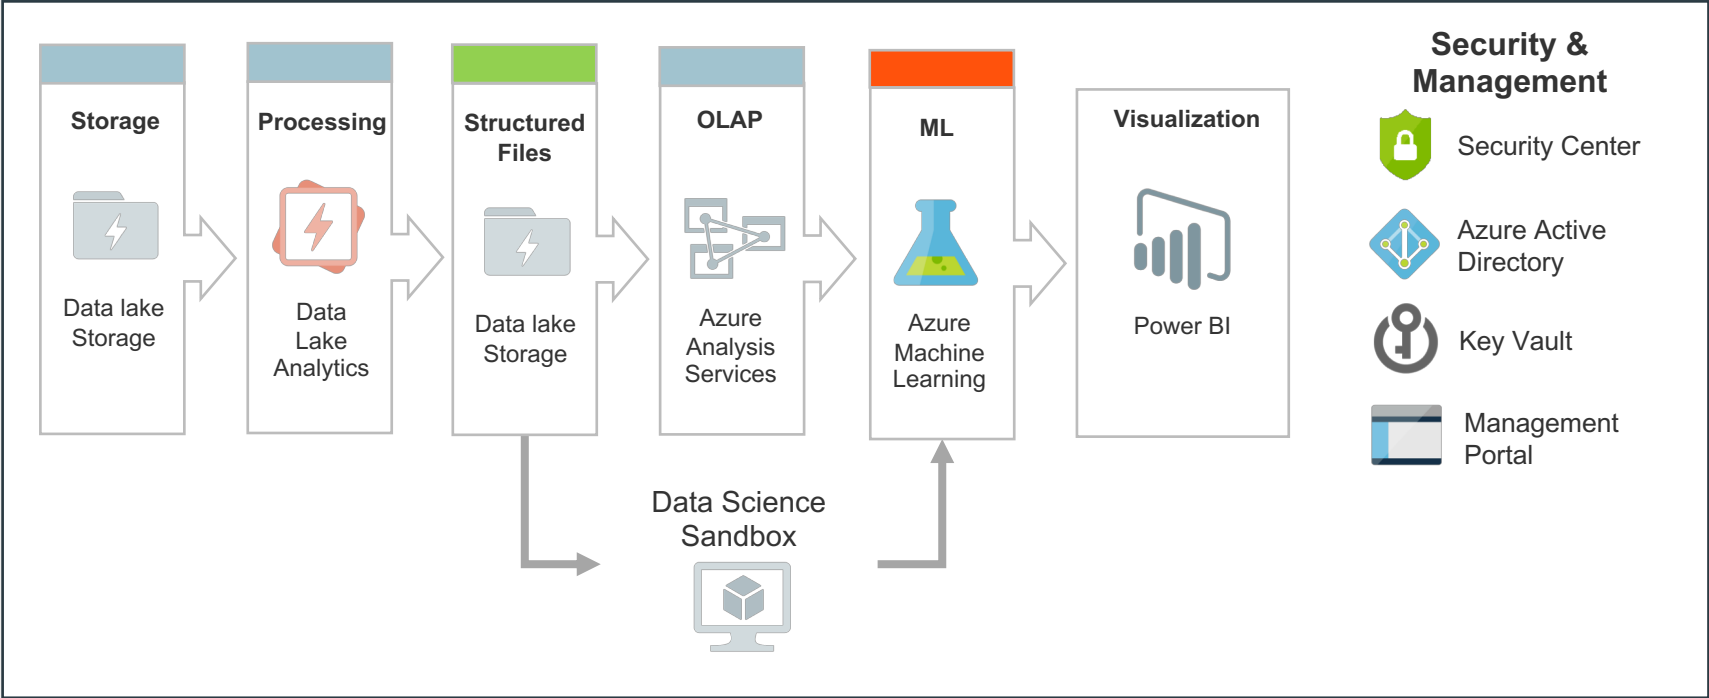 Storage
Data lake
Storage
Processing
Data
Lake
Analytics
Structured
Files
Data lake
Storage
OLAP
Azure
Analysis
Services
ML
Azure
Machine
Learning
Visualization
Power BI
Data Science
Sandbox
Security &
Management
Security Center
Azure Active
Directory
Key Vault
Management
Portal